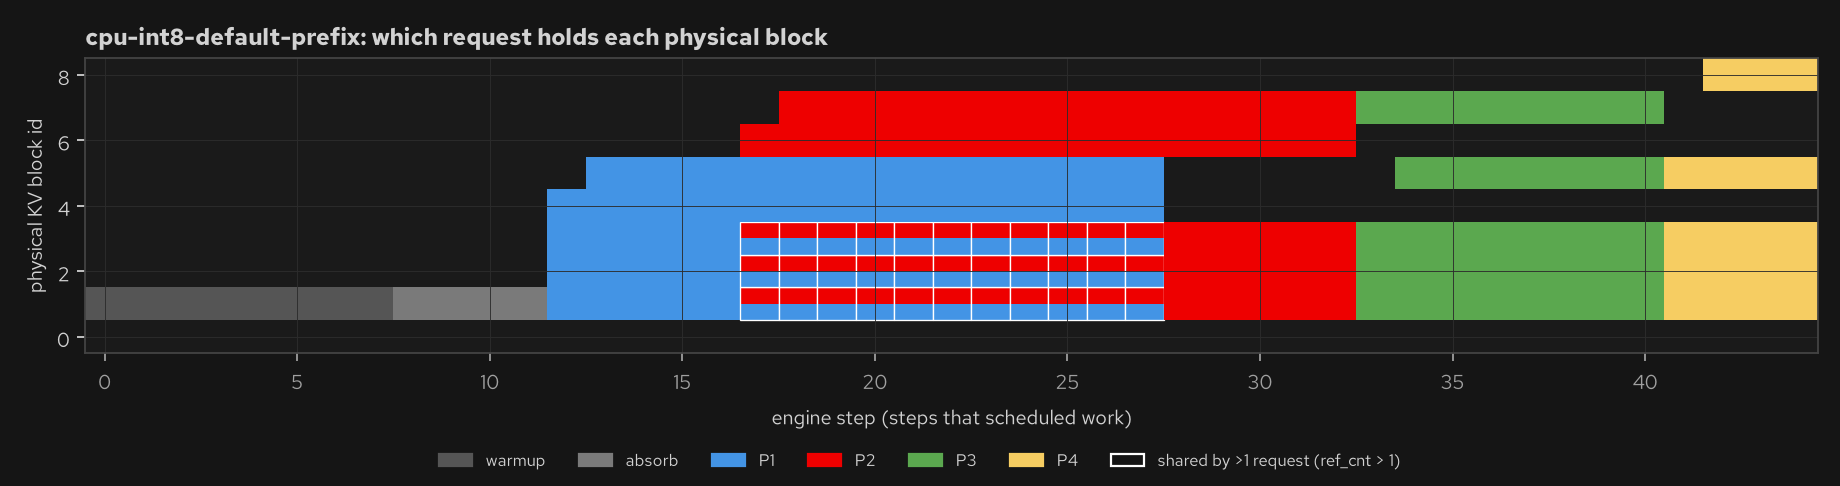 cpu-int8-default-prefix: which request holds each physical block
physical KV block id
8
6
4
2
0
0 5 10 15 20 25 30 35 40
engine step (steps that scheduled work)
warmup absorb P1 P2 P3 P4 shared by >1 request (ref_cnt > 1)